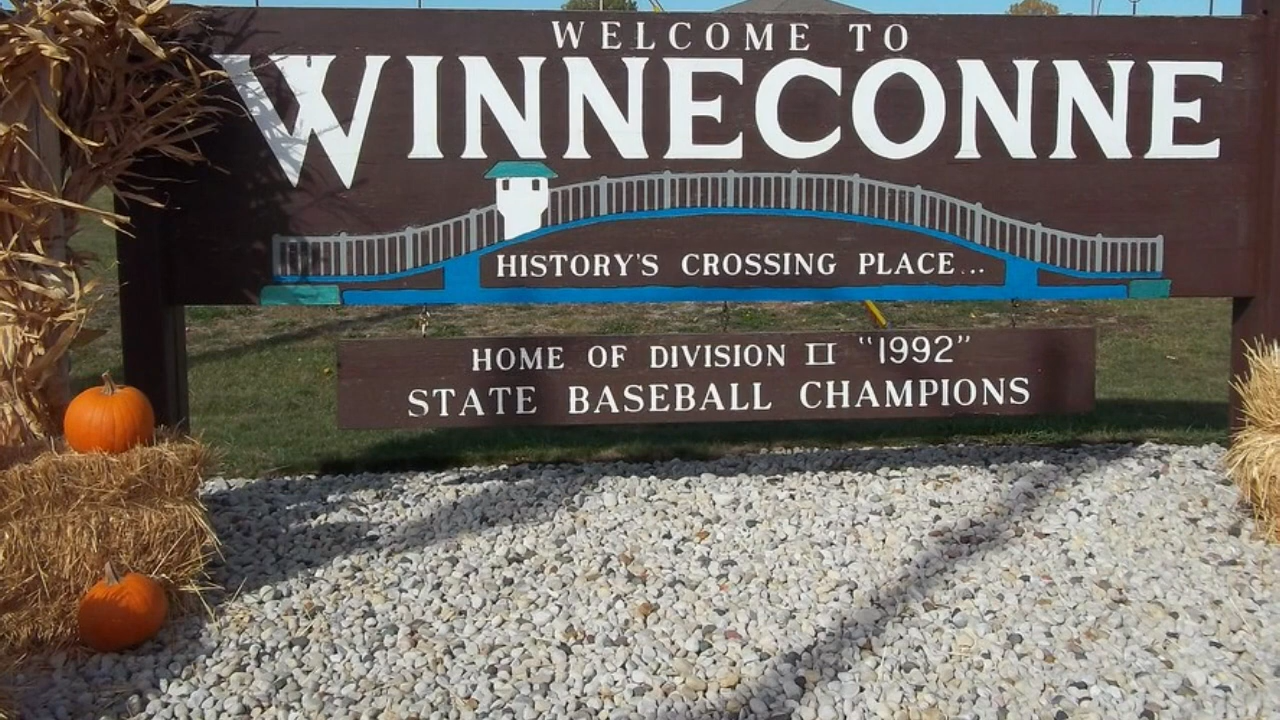 WELCOME TO
WINNECONNE
HISTORY'S CROSSING PLACE...
HOME OF DIVISION II "1992"
STATE BASEBALL CHAMPIONS